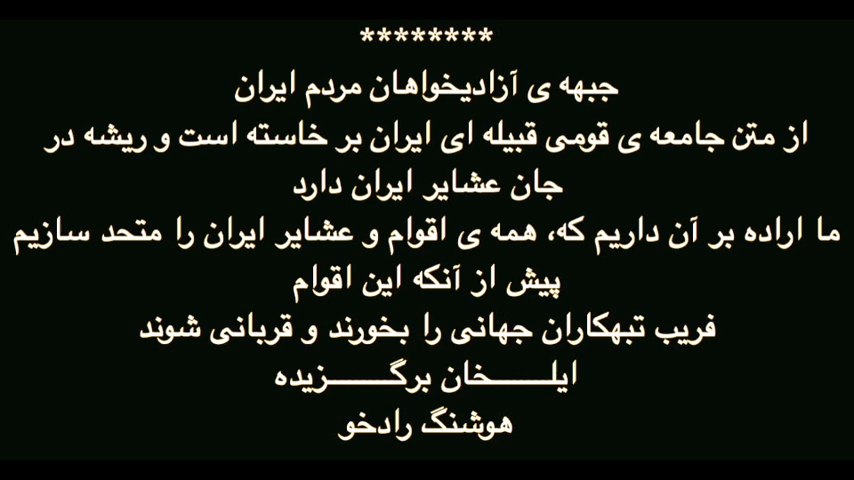 ********
جبهه ی آزادیخواهان مردم ایران
از متن جامعه ی قومی قبیله ای ایران بر خاسته است و ریشه در
جان عشایر ایران دارد
ما اراده بر آن داریم که، همه ی اقوام و عشایر ایران را متحد سازیم
پیش از آنکه این اقوام
فریب تبهکاران جهانی را بخورند و قربانی شوند
ایلـــــــخان برگـــــــزیده
هوشنگ رادخو